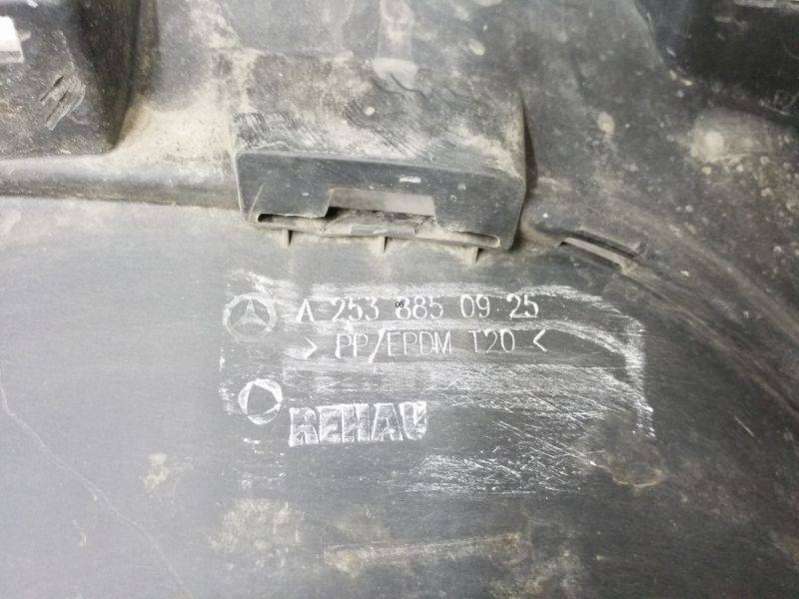 A 253 885 09 25
> PP/EPDM T20 <
REHAU